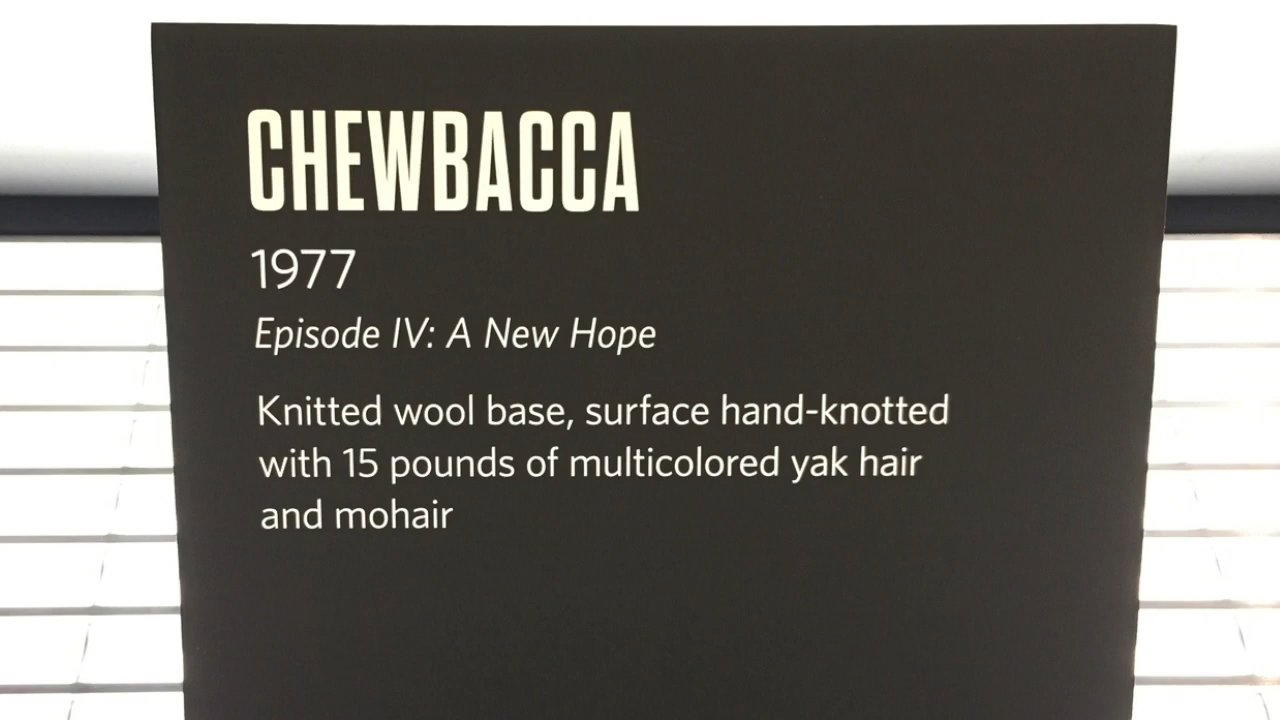 CHEWBACCA
1977
Episode IV: A New Hope
Knitted wool base, surface hand-knotted
with 15 pounds of multicolored yak hair
and mohair